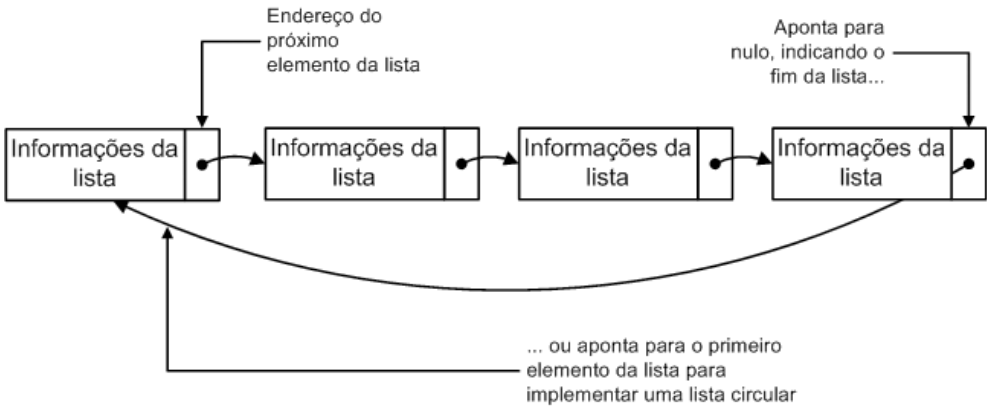 Endereço do
próximo
elemento da lista
Aponta para
nulo, indicando o
fim da lista...
Informações da
lista
Informações da
lista
Informações da
lista
Informações da
lista
... ou aponta para o primeiro
elemento da lista para
implementar uma lista circular